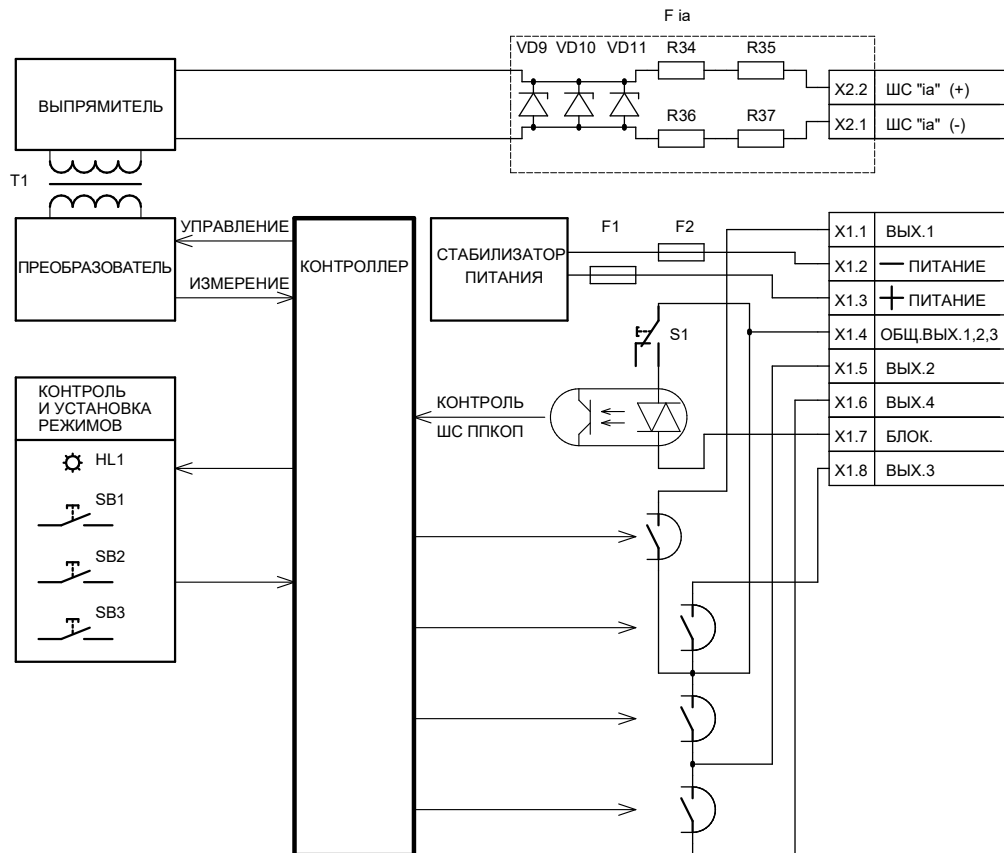 F ia
VD9 VD10 VD11 R34 R35
ВЫПРЯМИТЕЛЬ
X2.2 ШС "ia" (+)
R36 R37
X2.1 ШС "ia" (-)
T1
ПРЕОБРАЗОВАТЕЛЬ
УПРАВЛЕНИЕ
ИЗМЕРЕНИЕ
КОНТРОЛЛЕР
СТАБИЛИЗАТОР
ПИТАНИЯ
F1 F2
S1
X1.1 ВЫХ.1
X1.2 — ПИТАНИЕ
X1.3 + ПИТАНИЕ
X1.4 ОБЩ.ВЫХ.1,2,3
X1.5 ВЫХ.2
X1.6 ВЫХ.4
X1.7 БЛОК.
X1.8 ВЫХ.3
КОНТРОЛЬ
ШС ППКОП
КОНТРОЛЬ
И УСТАНОВКА
РЕЖИМОВ
HL1
SB1
SB2
SB3